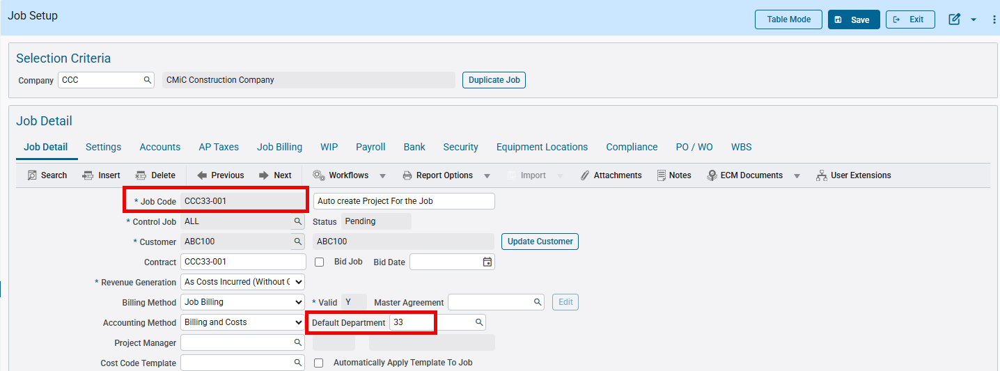 Job Setup
Table Mode
Save
Exit
Selection Criteria
Company CCC CMiC Construction Company Duplicate Job
Job Detail
Job Detail Settings Accounts AP Taxes Job Billing WIP Payroll Bank Security Equipment Locations Compliance PO / WO WBS
Search Insert Delete Previous Next Workflows Report Options Import Attachments Notes ECM Documents User Extensions
* Job Code CCC33-001 Auto create Project For the Job
* Control Job ALL Status Pending
* Customer ABC100 ABC100 Update Customer
Contract CCC33-001 Bid Job Bid Date
* Revenue Generation As Costs Incurred (Without
Billing Method Job Billing * Valid Y Master Agreement Edit
Accounting Method Billing and Costs Default Department 33
Project Manager
Cost Code Template Automatically Apply Template To Job